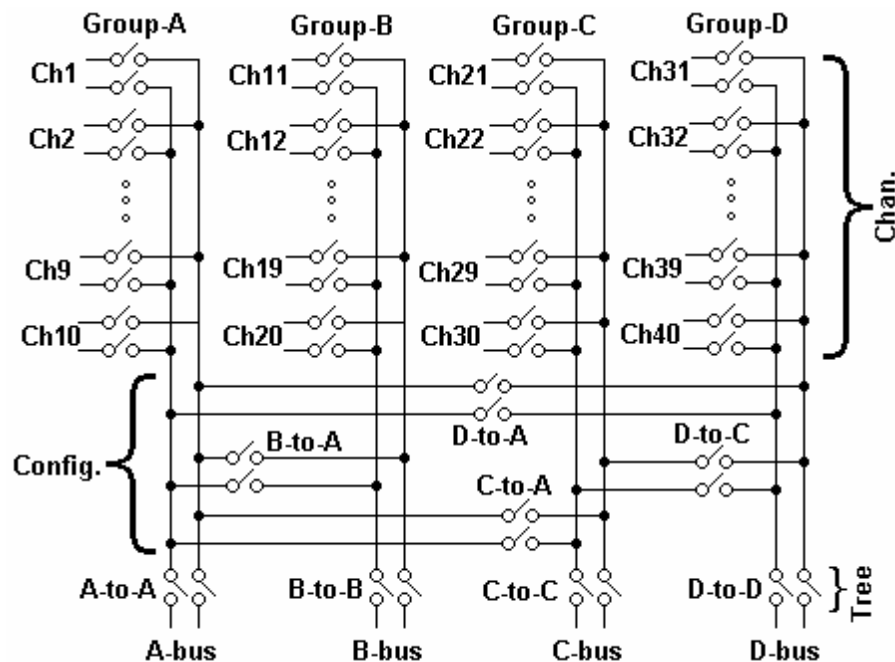 Group-A Group-B Group-C Group-D
Ch1 Ch11 Ch21 Ch31
Ch2 Ch12 Ch22 Ch32
Chan.
Ch9 Ch19 Ch29 Ch39
Ch10 Ch20 Ch30 Ch40
B-to-A D-to-A D-to-C
Config.
C-to-A
A-to-A B-to-B C-to-C D-to-D
Tree
A-bus B-bus C-bus D-bus